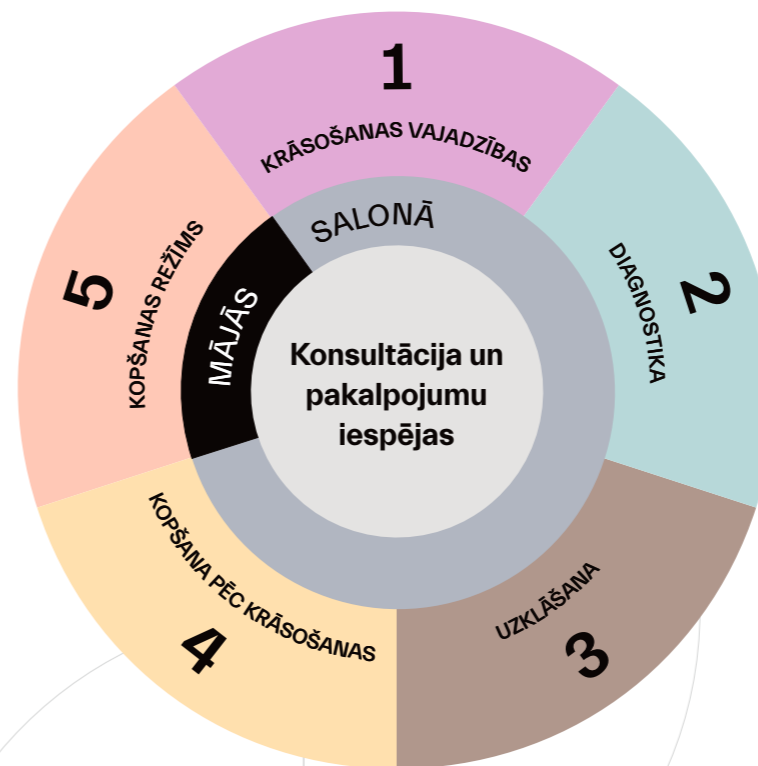 1
KRĀSOŠANAS VAJADZĪBAS
2
DIAGNOSTIKA
3
UZKLĀŠANA
4
KOPŠANA PĒC KRĀSOŠANAS
5
KOPŠANAS REŽĪMS
SALONĀ
MĀJĀS
Konsultācija un
pakalpojumu
iespējas